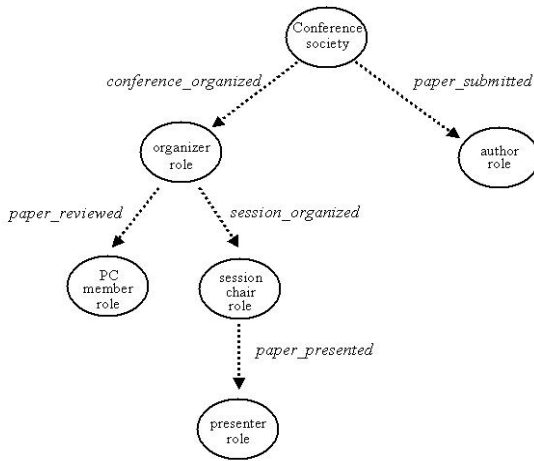 Conference
society
conference_organized
paper_submitted
organizer
role
author
role
paper_reviewed
session_organized
PC
member
role
session
chair
role
paper_presented
presenter
role